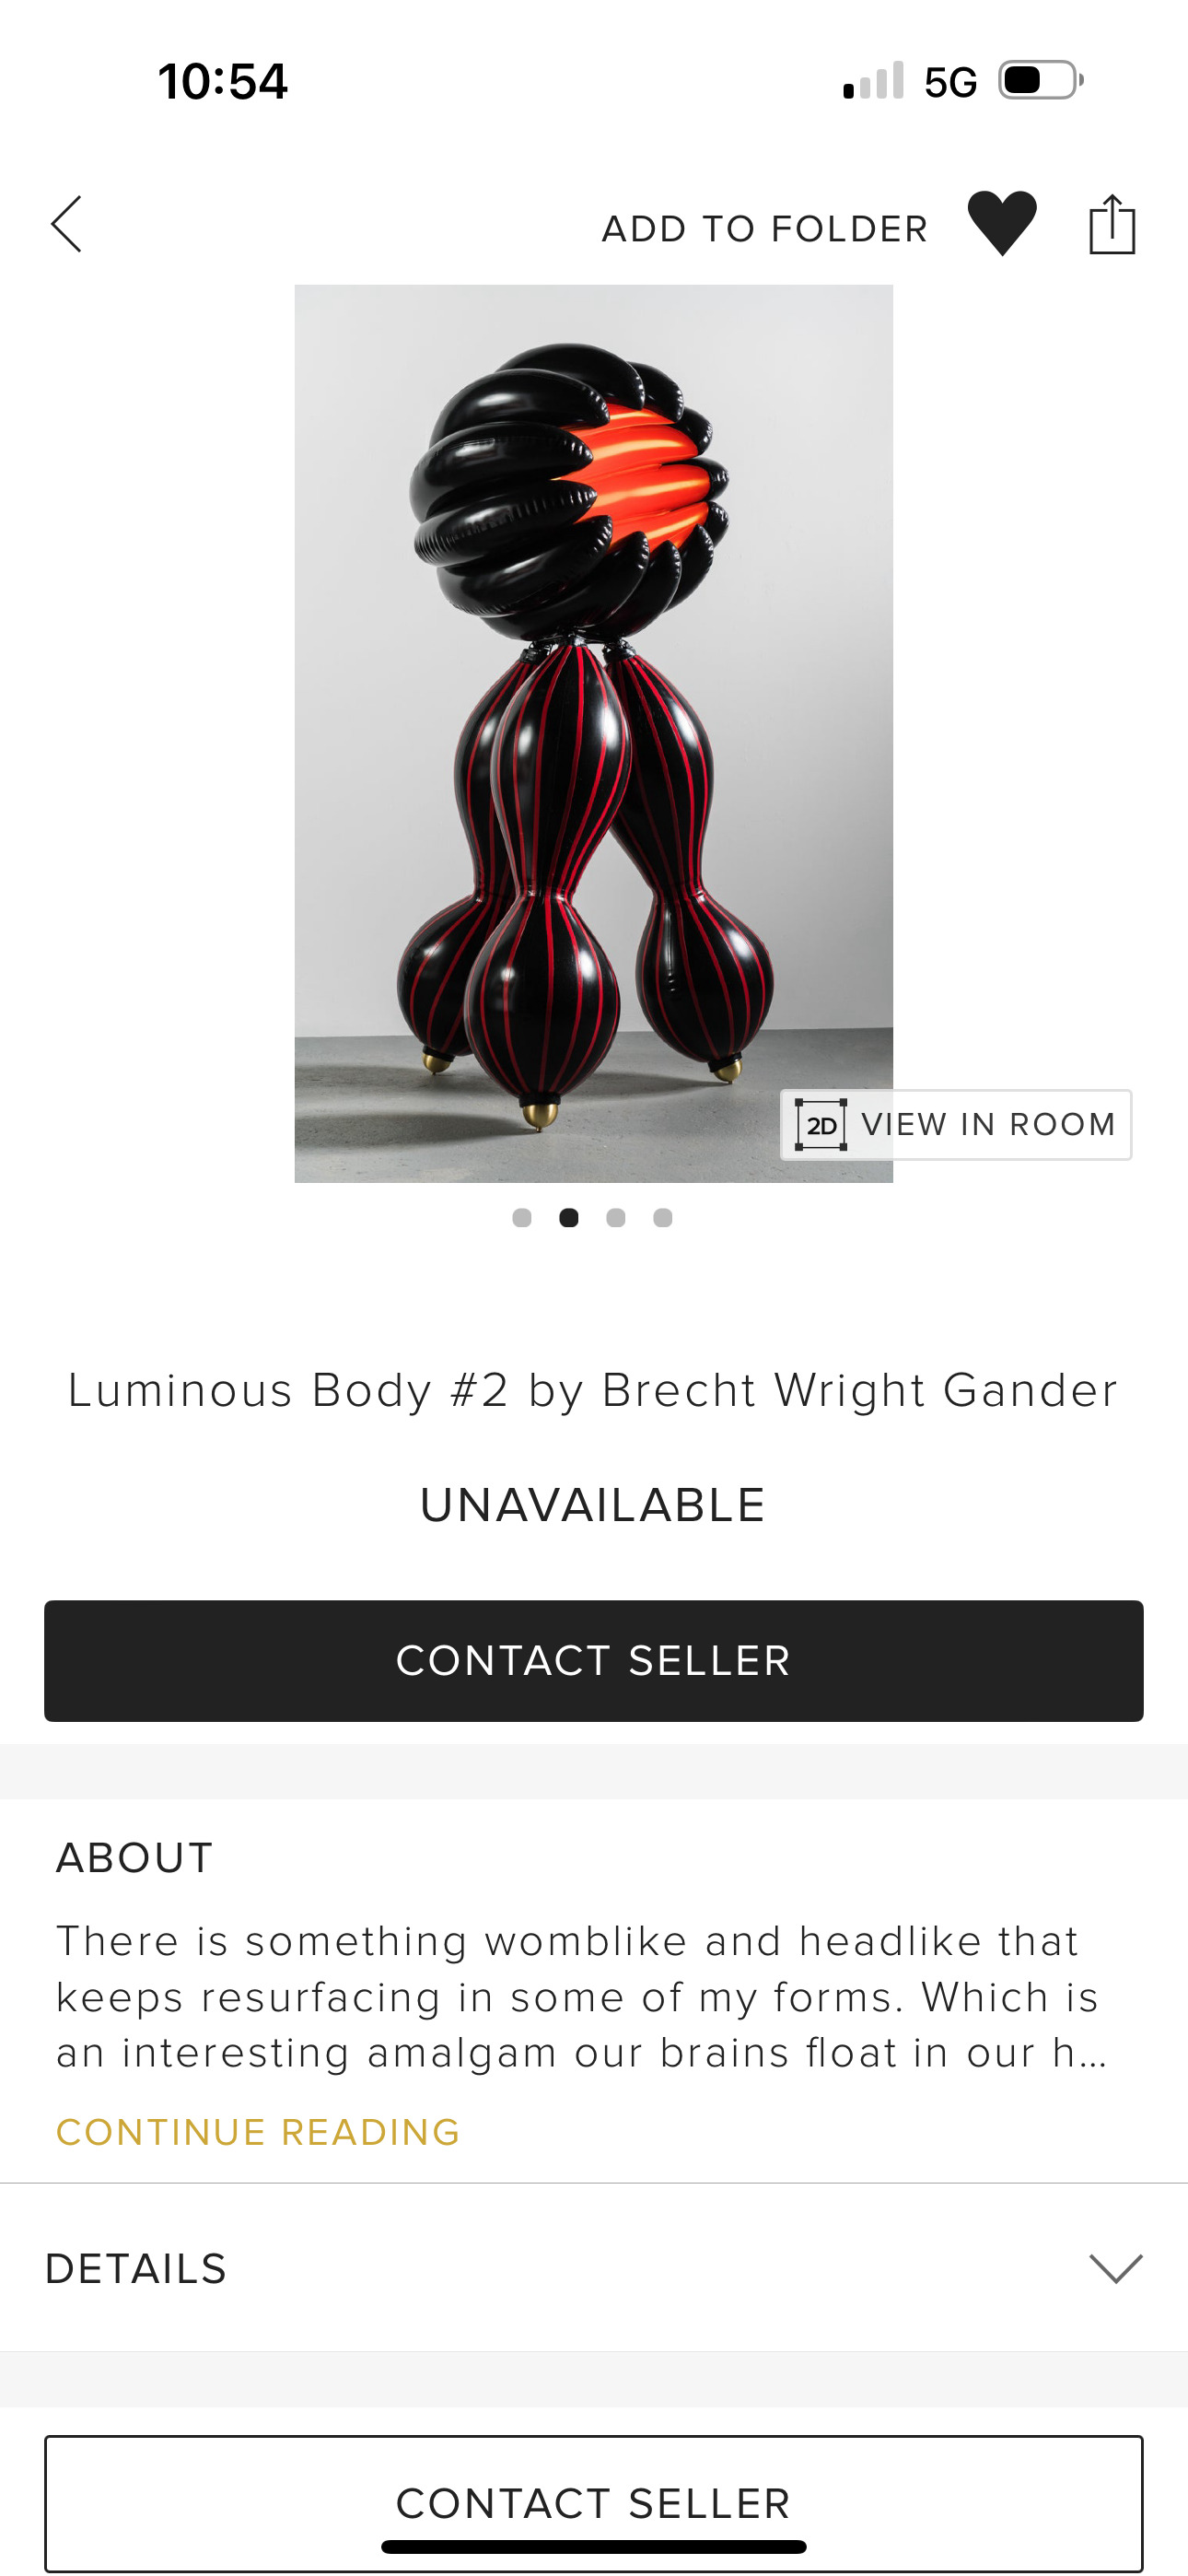 10:54 5G
ADD TO FOLDER
2D VIEW IN ROOM
Luminous Body #2 by Brecht Wright Gander
UNAVAILABLE
CONTACT SELLER
ABOUT
There is something womblike and headlike that
keeps resurfacing in some of my forms. Which is
an interesting amalgam our brains float in our h...
CONTINUE READING
DETAILS
CONTACT SELLER